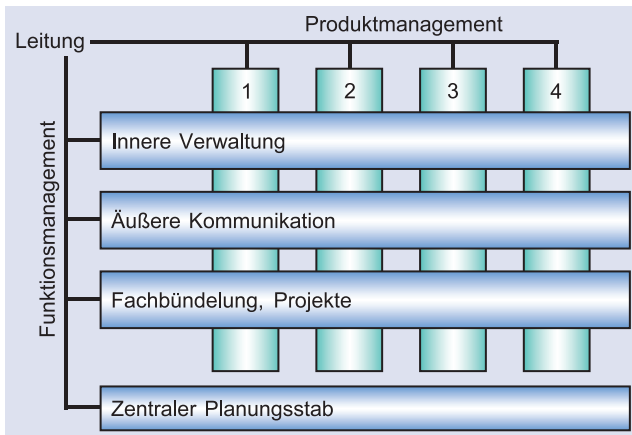 Produktmanagement
Leitung
1 2 3 4
Funktionsmanagement
Innere Verwaltung
Äußere Kommunikation
Fachbündelung, Projekte
Zentraler Planungsstab